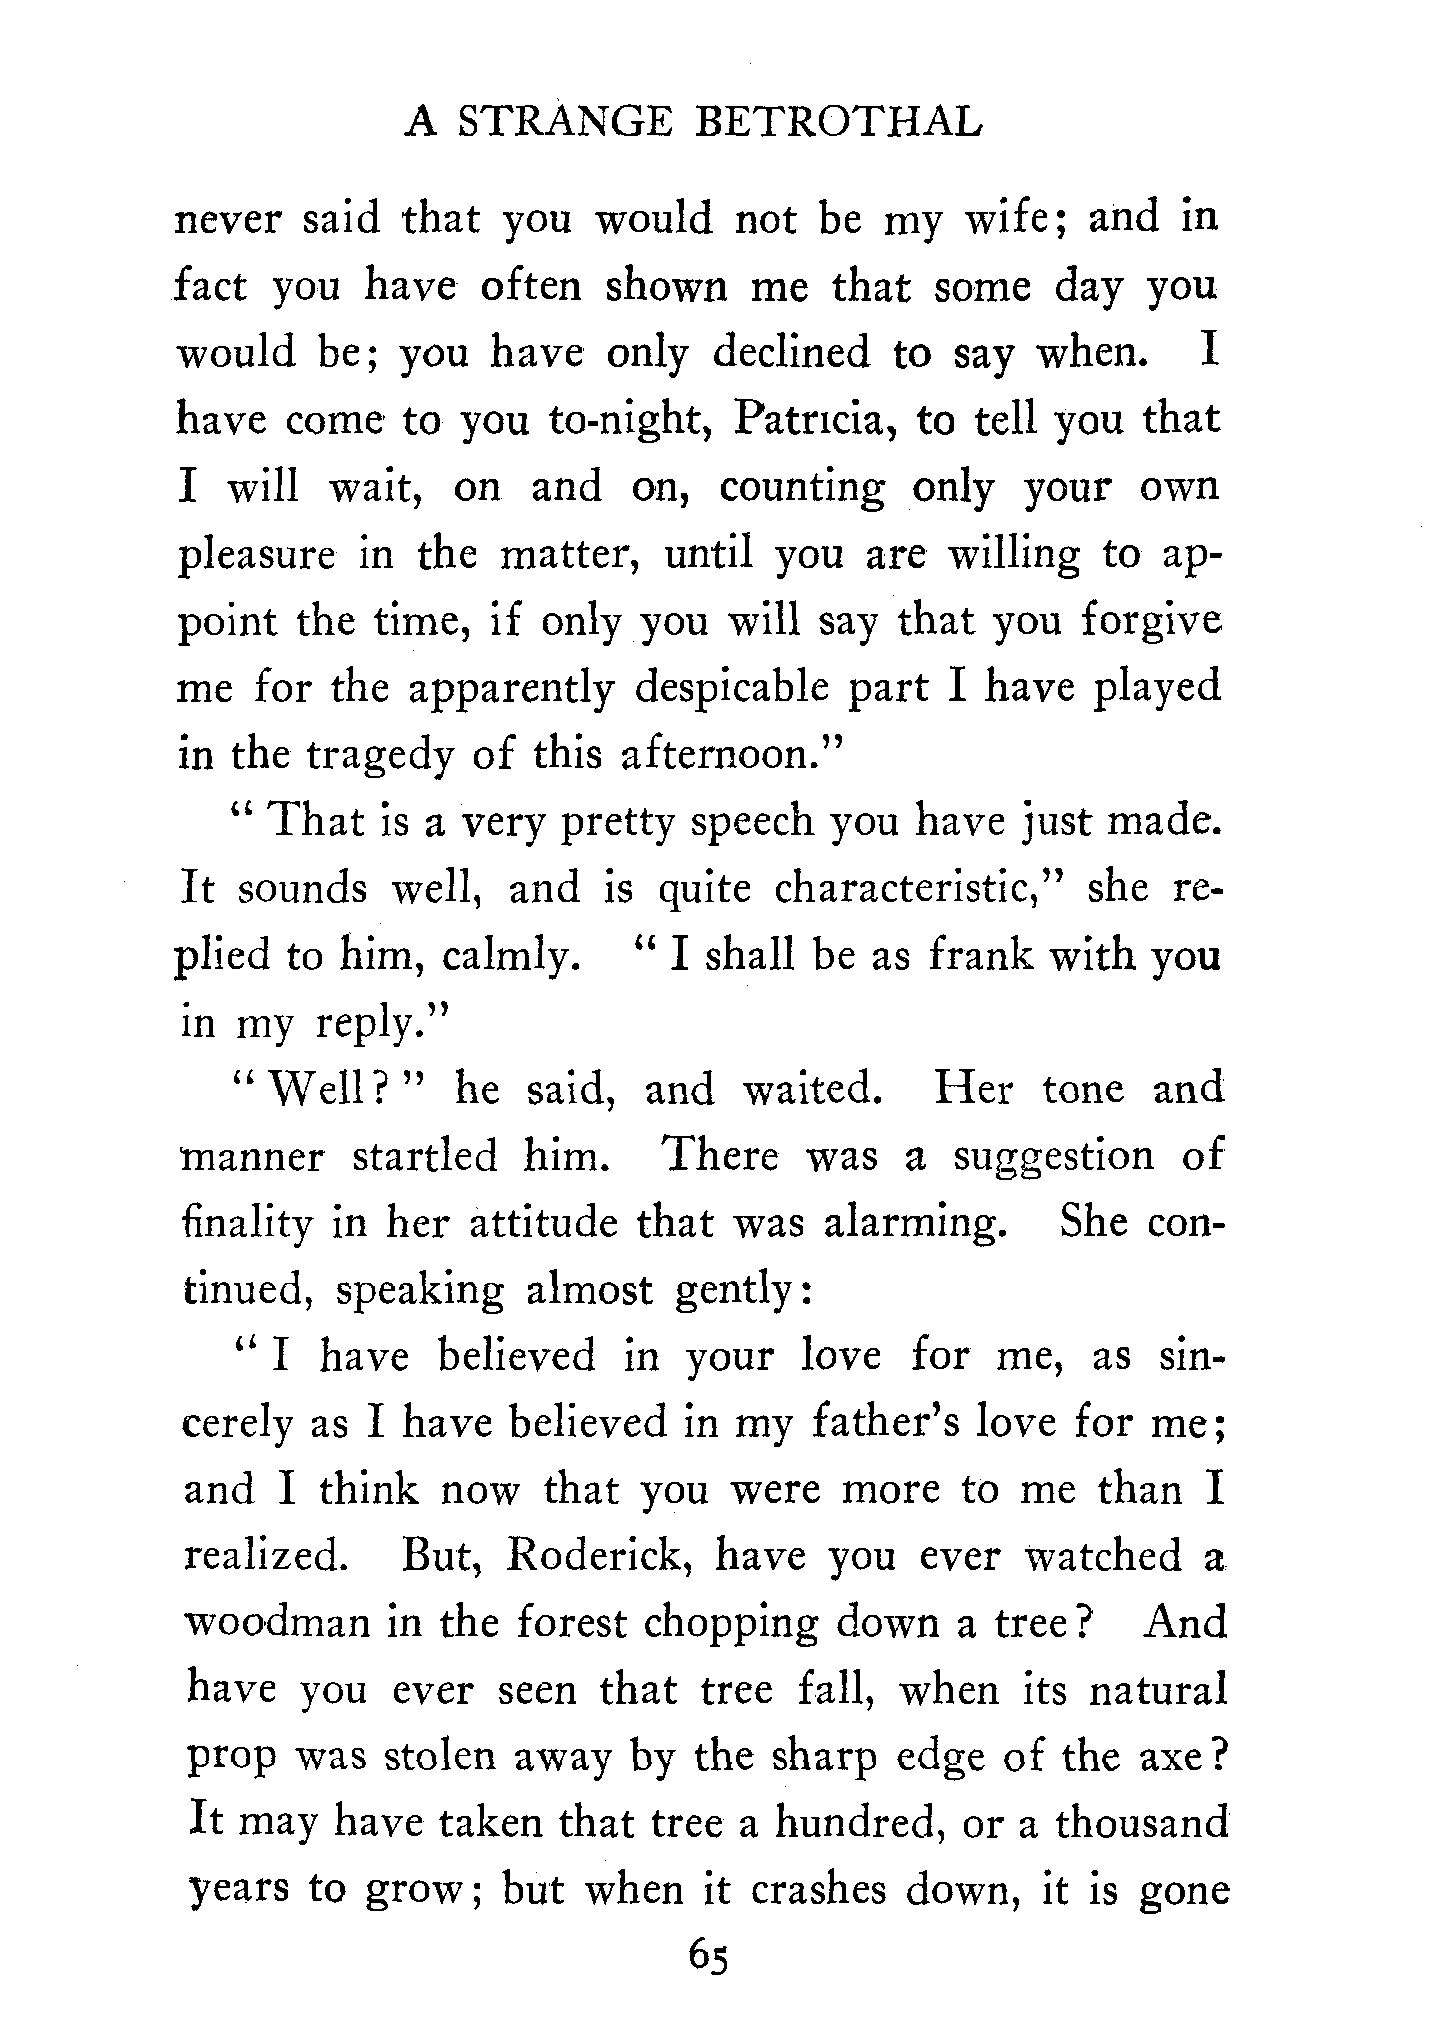 A STRANGE BETROTHAL
never said that you would not be my wife; and in
fact you have often shown me that some day you
would be; you have only declined to say when. I
have come to you to-night, Patricia, to tell you that
I will wait, on and on, counting only your own
pleasure in the matter, until you are willing to ap-
point the time, if only you will say that you forgive
me for the apparently despicable part I have played
in the tragedy of this afternoon."
" That is a very pretty speech you have just made.
It sounds well, and is quite characteristic," she re-
plied to him, calmly. " I shall be as frank with you
in my reply."
" Well? " he said, and waited. Her tone and
manner startled him. There was a suggestion of
finality in her attitude that was alarming. She con-
tinued, speaking almost gently:
" I have believed in your love for me, as sin-
cerely as I have believed in my father's love for me;
and I think now that you were more to me than I
realized. But, Roderick, have you ever watched a
woodman in the forest chopping down a tree? And
have you ever seen that tree fall, when its natural
prop was stolen away by the sharp edge of the axe?
It may have taken that tree a hundred, or a thousand
years to grow; but when it crashes down, it is gone
65